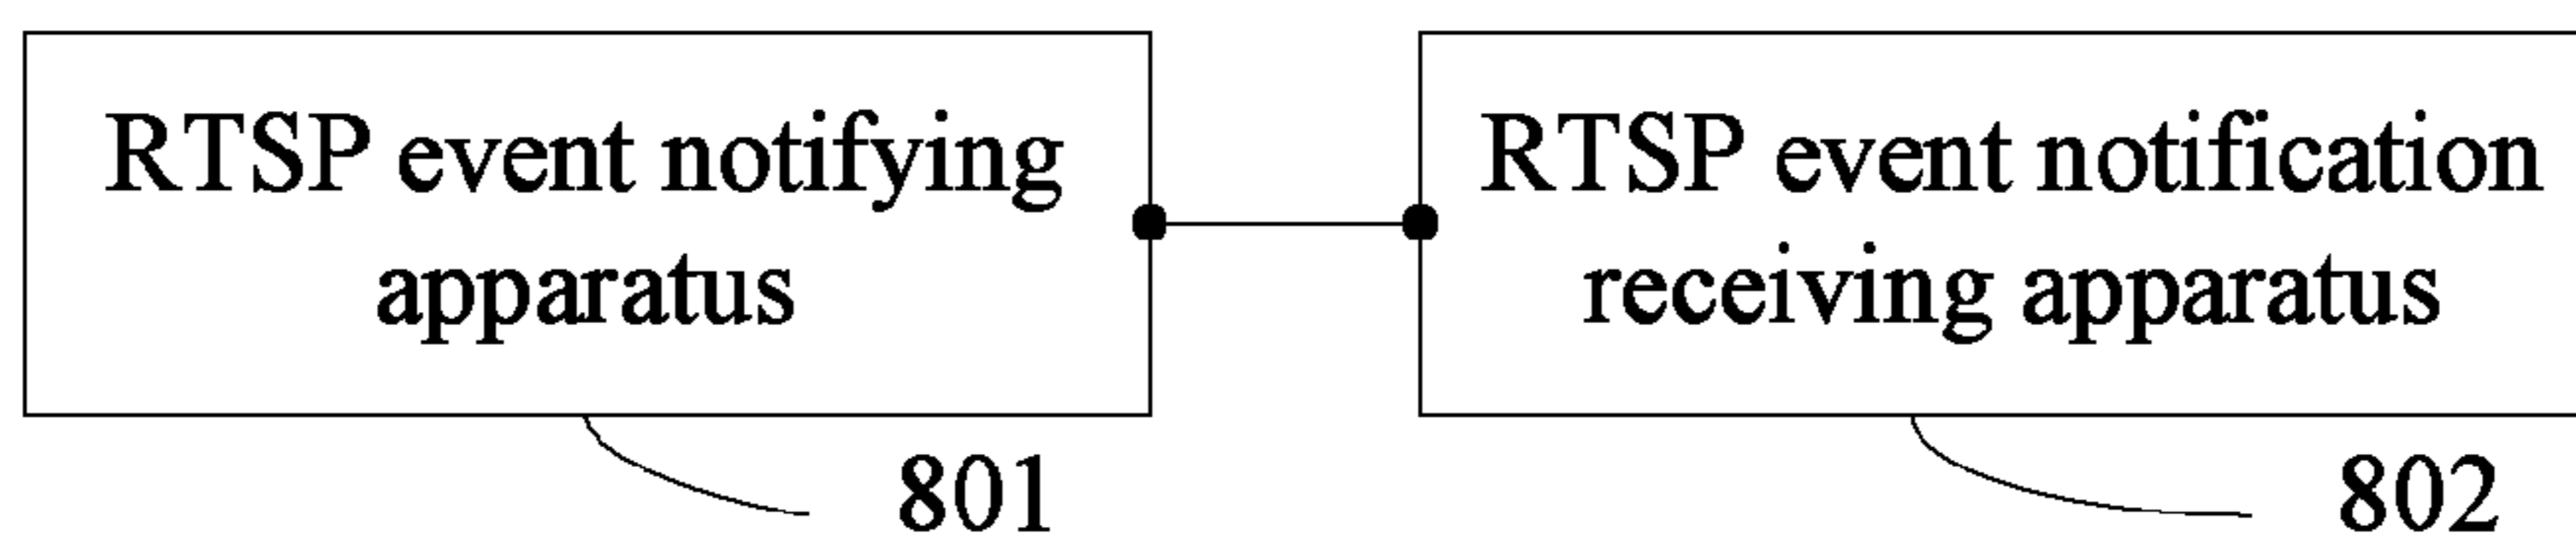 RTSP event notifying
apparatus
RTSP event notification
receiving apparatus
801
802